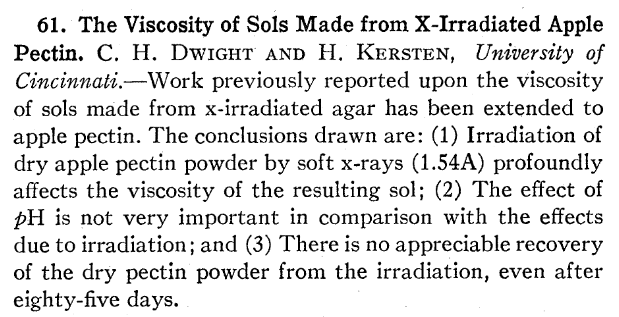 61. The Viscosity of Sols Made from X-Irradiated Apple
Pectin. C. H. DWIGHT AND H. KERSTEN, University of
Cincinnati.—Work previously reported upon the viscosity
of sols made from x-irradiated agar has been extended to
apple pectin. The conclusions drawn are: (1) Irradiation of
dry apple pectin powder by soft x-rays (1.54A) profoundly
affects the viscosity of the resulting sol; (2) The effect of
pH is not very important in comparison with the effects
due to irradiation; and (3) There is no appreciable recovery
of the dry pectin powder from the irradiation, even after
eighty-five days.